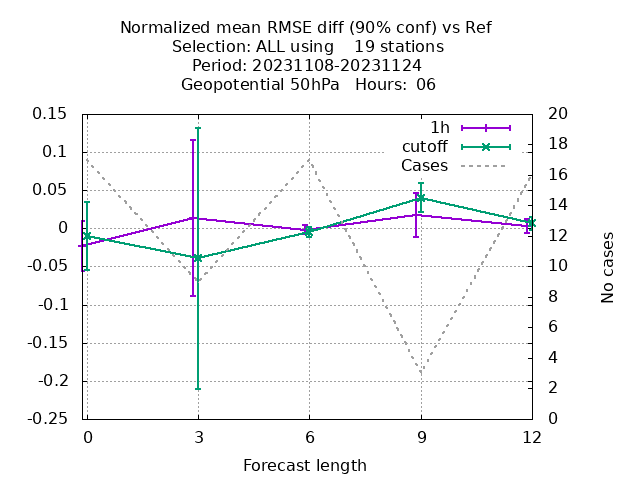 Normalized mean RMSE diff (90% conf) vs Ref
Selection: ALL using    19 stations
Period: 20231108-20231124
Geopotential 50hPa   Hours:  06
0.15
0.1
0.05
0
-0.05
-0.1
-0.15
-0.2
-0.25
1h
cutoff
Cases
20
18
16
14
12
10
8
6
4
2
0
No cases
0 3 6 9 12
Forecast length